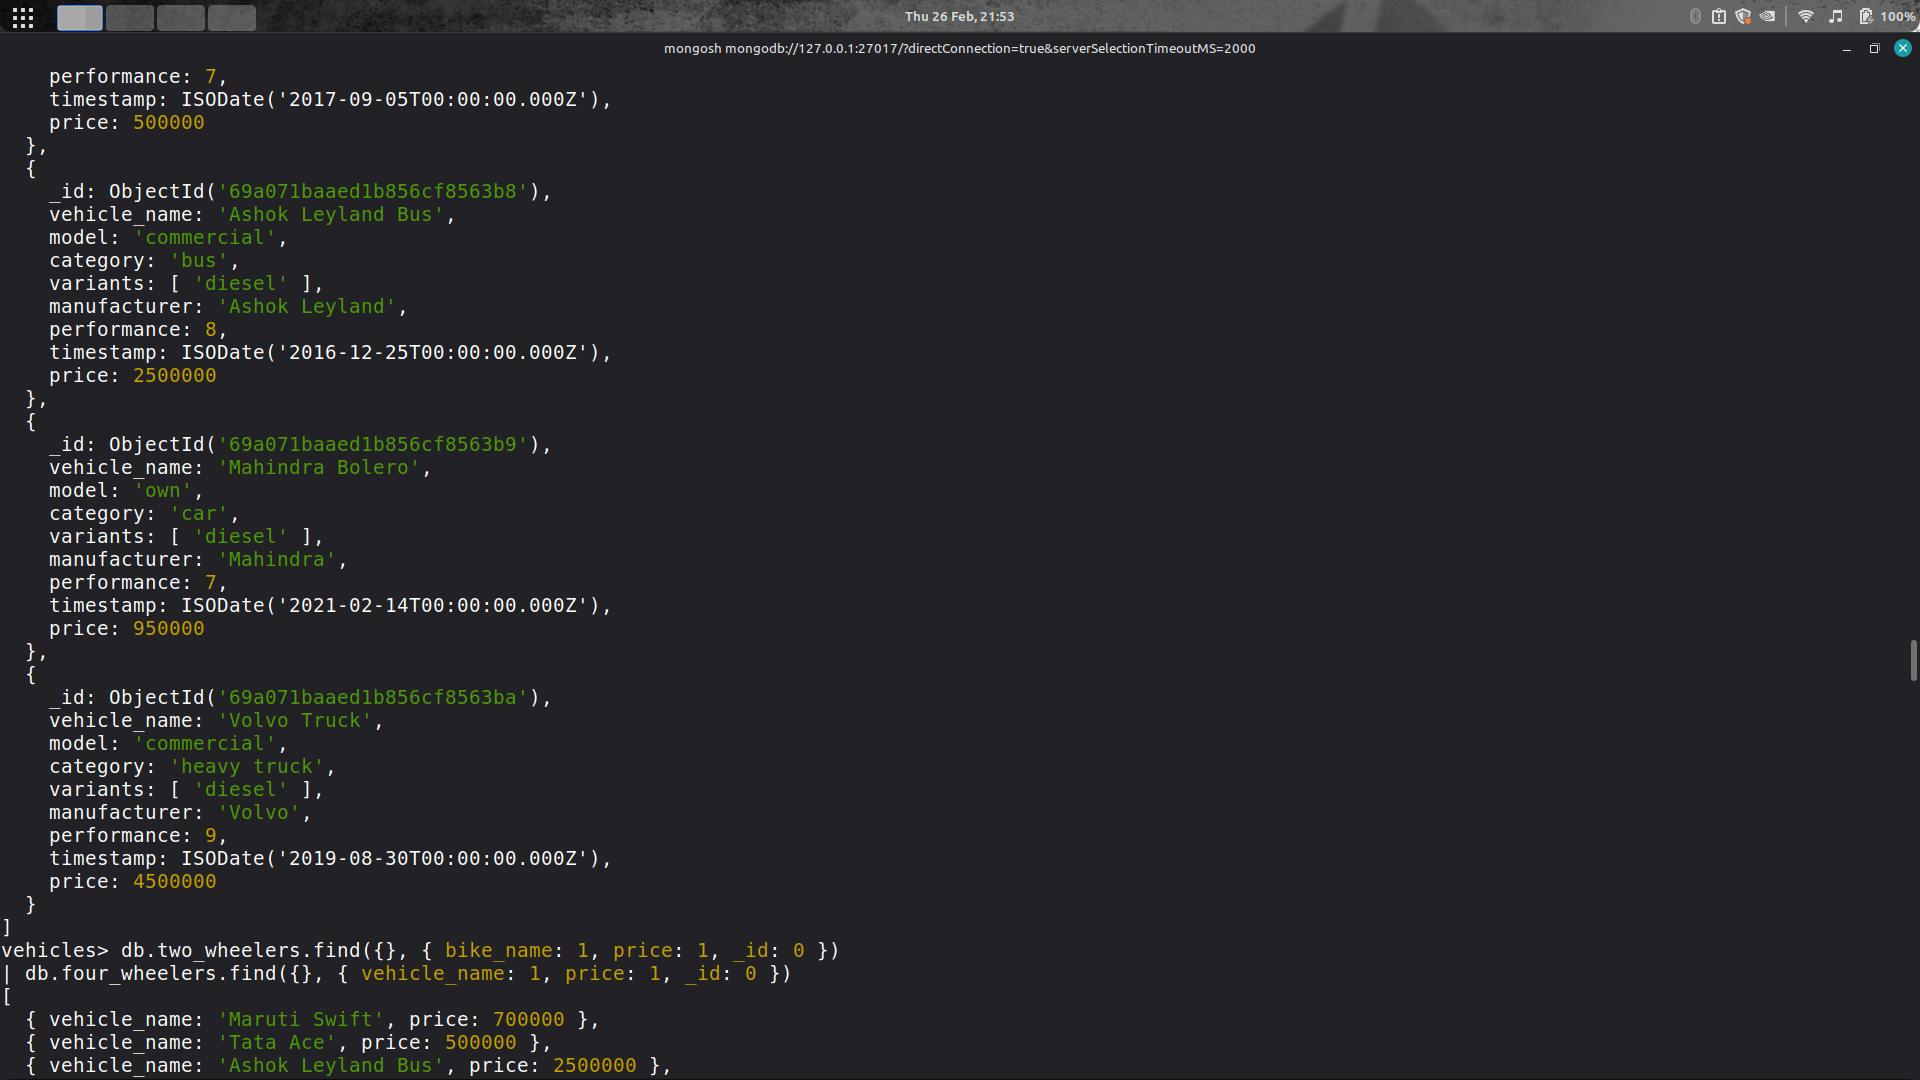 Thu 26 Feb, 21:53
100%
mongosh mongodb://127.0.0.1:27017/?directConnection=true&serverSelectionTimeoutMS=2000
    performance: 7,
    timestamp: ISODate('2017-09-05T00:00:00.000Z'),
    price: 500000
  },
  {
    _id: ObjectId('69a071baaed1b856cf8563b8'),
    vehicle_name: 'Ashok Leyland Bus',
    model: 'commercial',
    category: 'bus',
    variants: [ 'diesel' ],
    manufacturer: 'Ashok Leyland',
    performance: 8,
    timestamp: ISODate('2016-12-25T00:00:00.000Z'),
    price: 2500000
  },
  {
    _id: ObjectId('69a071baaed1b856cf8563b9'),
    vehicle_name: 'Mahindra Bolero',
    model: 'own',
    category: 'car',
    variants: [ 'diesel' ],
    manufacturer: 'Mahindra',
    performance: 7,
    timestamp: ISODate('2021-02-14T00:00:00.000Z'),
    price: 950000
  },
  {
    _id: ObjectId('69a071baaed1b856cf8563ba'),
    vehicle_name: 'Volvo Truck',
    model: 'commercial',
    category: 'heavy truck',
    variants: [ 'diesel' ],
    manufacturer: 'Volvo',
    performance: 9,
    timestamp: ISODate('2019-08-30T00:00:00.000Z'),
    price: 4500000
  }
]
vehicles> db.two_wheelers.find({}, { bike_name: 1, price: 1, _id: 0 })
| db.four_wheelers.find({}, { vehicle_name: 1, price: 1, _id: 0 })
[
  { vehicle_name: 'Maruti Swift', price: 700000 },
  { vehicle_name: 'Tata Ace', price: 500000 },
  { vehicle_name: 'Ashok Leyland Bus', price: 2500000 },